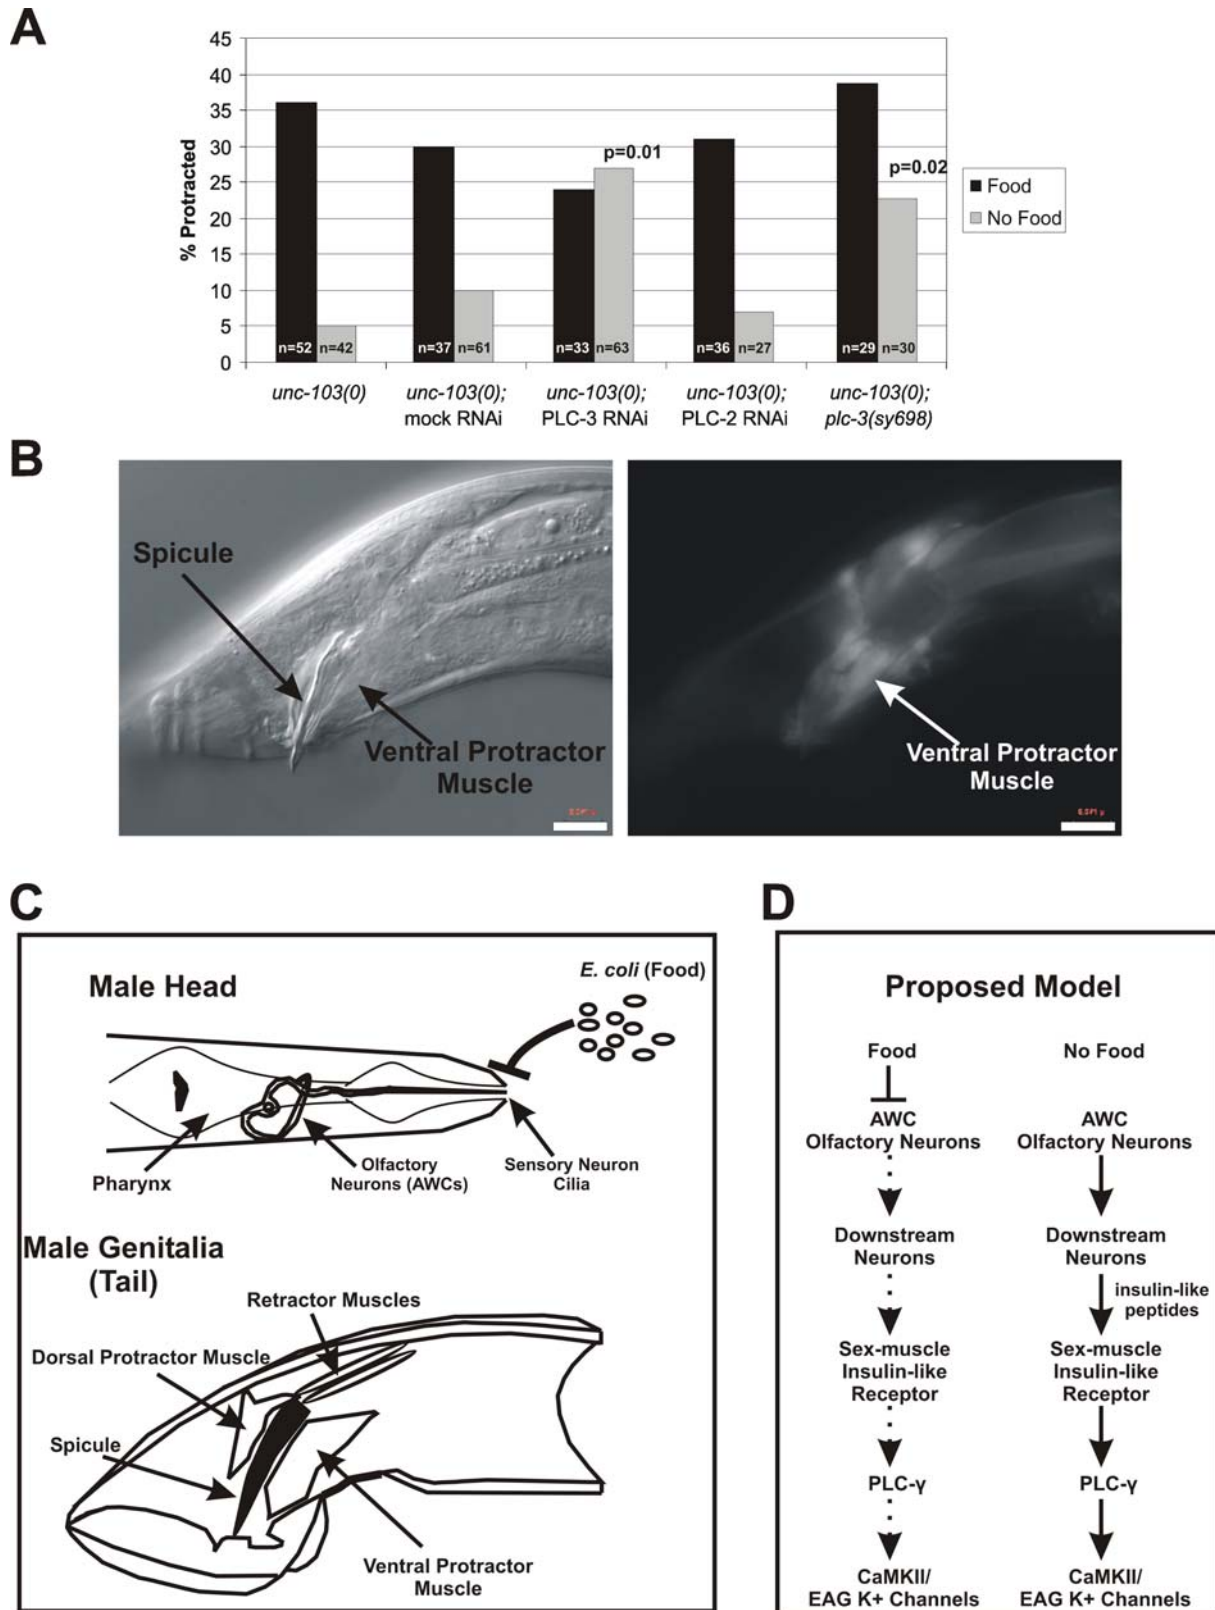 A
45
40
35
30
25
20
15
10
5
0
% Protracted
p=0.01
p=0.02
Food
No Food
n=52 n=42 n=37 n=61 n=33 n=63 n=36 n=27 n=29 n=30
unc-103(0) unc-103(0); unc-103(0); unc-103(0); unc-103(0);
mock RNAi PLC-3 RNAi PLC-2 RNAi plc-3(sy698)
B
Spicule
Ventral Protractor
Muscle
Ventral Protractor
Muscle
C
Male Head
E. coli (Food)
Pharynx
Olfactory
Neurons (AWCs)
Sensory Neuron
Cilia
Male Genitalia
(Tail)
Retractor Muscles
Dorsal Protractor Muscle
Spicule
Ventral Protractor
Muscle
D
Proposed Model
Food
AWC
Olfactory Neurons
Downstream
Neurons
Sex-muscle
Insulin-like
Receptor
PLC-γ
CaMKII/
EAG K+ Channels
No Food
AWC
Olfactory Neurons
Downstream
Neurons
insulin-like
peptides
Sex-muscle
Insulin-like
Receptor
PLC-γ
CaMKII/
EAG K+ Channels